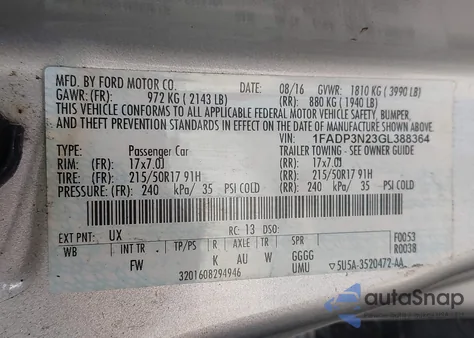 MFD. BY FORD MOTOR CO. DATE: 08/16 GVWR: 1810 KG ( 3990 LB)
GAWR: (FR): 972 KG ( 2143 LB) (RR): 880 KG ( 1940 LB)
THIS VEHICLE CONFORMS TO ALL APPLICABLE FEDERAL MOTOR VEHICLE SAFETY, BUMPER,
AND THEFT PREVENTION STANDARDS IN EFFECT ON THE DATE OF MANUFACTURE SHOWN ABOVE.
VIN: 1FADP3N23GL388364
TYPE: Passenger Car TRAILER TOWING - SEE OWNER GUIDE
RIM: (FR): 17x7.0J (RR): 17x7.0J
TIRE: (FR): 215/50R17 91H (RR): 215/50R17 91H
PRESSURE: (FR): 240 kPa/ 35 PSI COLD (RR): 240 kPa/ 35 PSI COLD
EXT PNT: UX RC: 13 DSO: F0053
WB INT TR. TP/PS R AXLE TR SPR R0038
FW K AU W GGGG
3201608294946 UMU ▽5U5A-3520472-AA
autoSnap